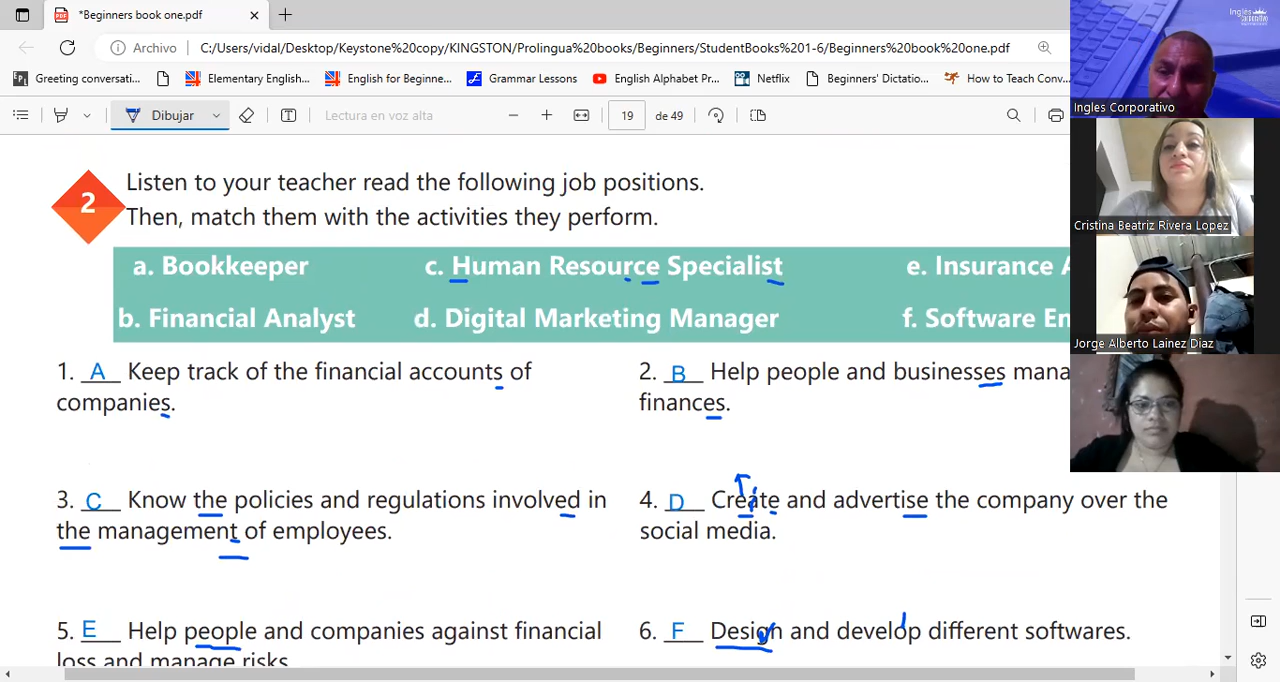 *Beginners book one.pdf
Archivo C:/Users/vidal/Desktop/Keystone%20copy/KINGSTON/Prolingua%20books/Beginners/StudentBooks%201-6/Beginners%20book%20one.pdf
Greeting conversati... Elementary English... English for Beginne... Grammar Lessons English Alphabet Pr... Netflix Beginners' Dictatio... How to Teach Conv...
Dibujar Lectura en voz alta 19 de 49
Inglés
Ingles Corporativo
Cristina Beatriz Rivera Lopez
Jorge Alberto Laínez Diaz
2
Listen to your teacher read the following job positions.
Then, match them with the activities they perform.
a. Bookkeeper c. Human Resource Specialist e. Insurance A
b. Financial Analyst d. Digital Marketing Manager f. Software En
1. A Keep track of the financial accounts of
companies.
2. B Help people and businesses mana
finances.
3. C Know the policies and regulations involved in
the management of employees.
4. D Create and advertise the company over the
social media.
5. E Help people and companies against financial
loss and manage risks.
6. F Design and develop different softwares.